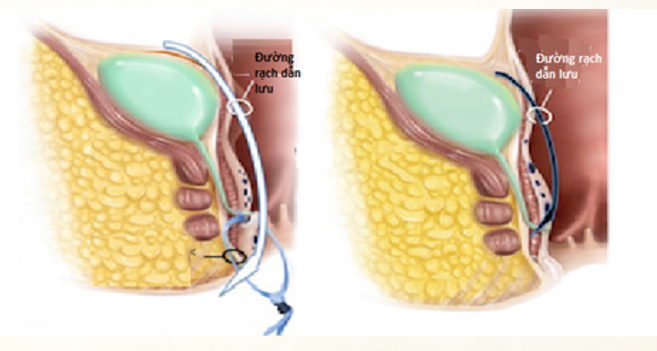 Đường
rạch dẫn
lưu
Đường rạch
dẫn lưu